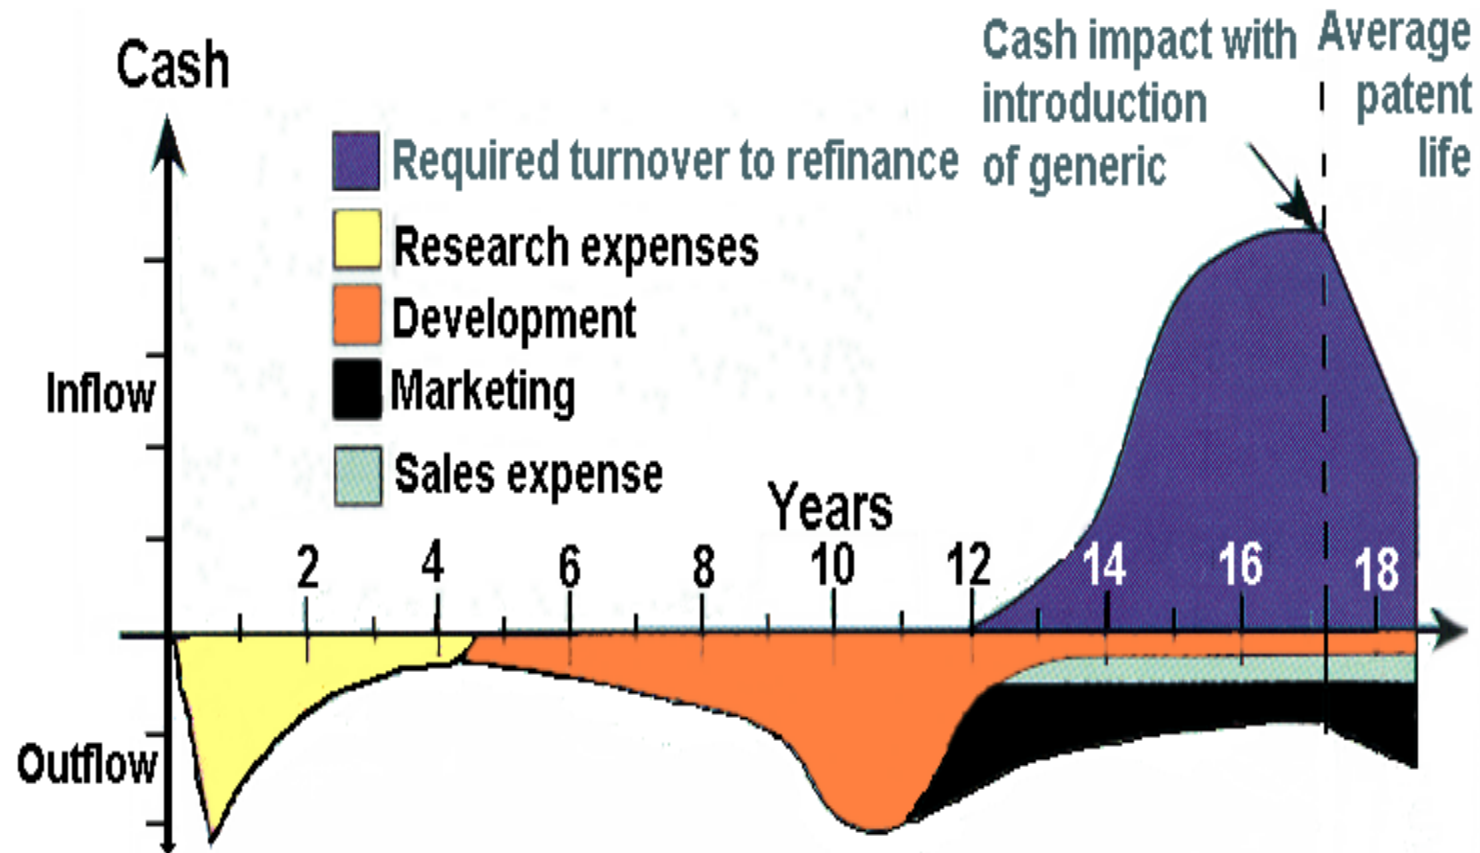 Cash
Cash impact with
introduction
of generic
Average
patent
life
Required turnover to refinance
Research expenses
Development
Marketing
Sales expense
Inflow
Outflow
Years
2 4 6 8 10 12 14 16 18